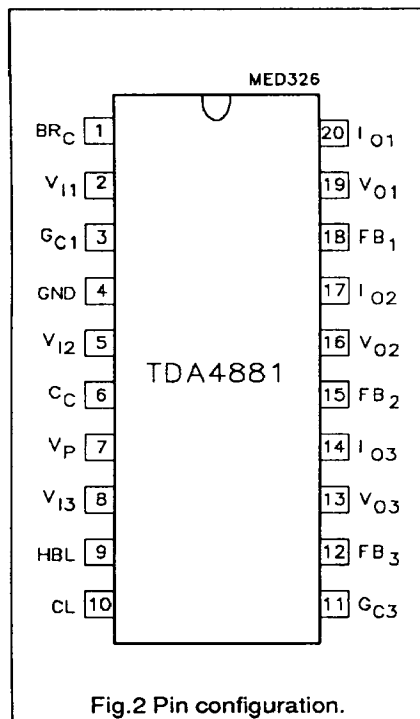 MED326
BRC 1 20 IO1
VI1 2 19 VO1
GC1 3 18 FB1
GND 4 17 IO2
VI2 5 16 VO2
TDA4881
CC 6 15 FB2
VP 7 14 IO3
VI3 8 13 VO3
HBL 9 12 FB3
CL 10 11 GC3
Fig.2 Pin configuration.